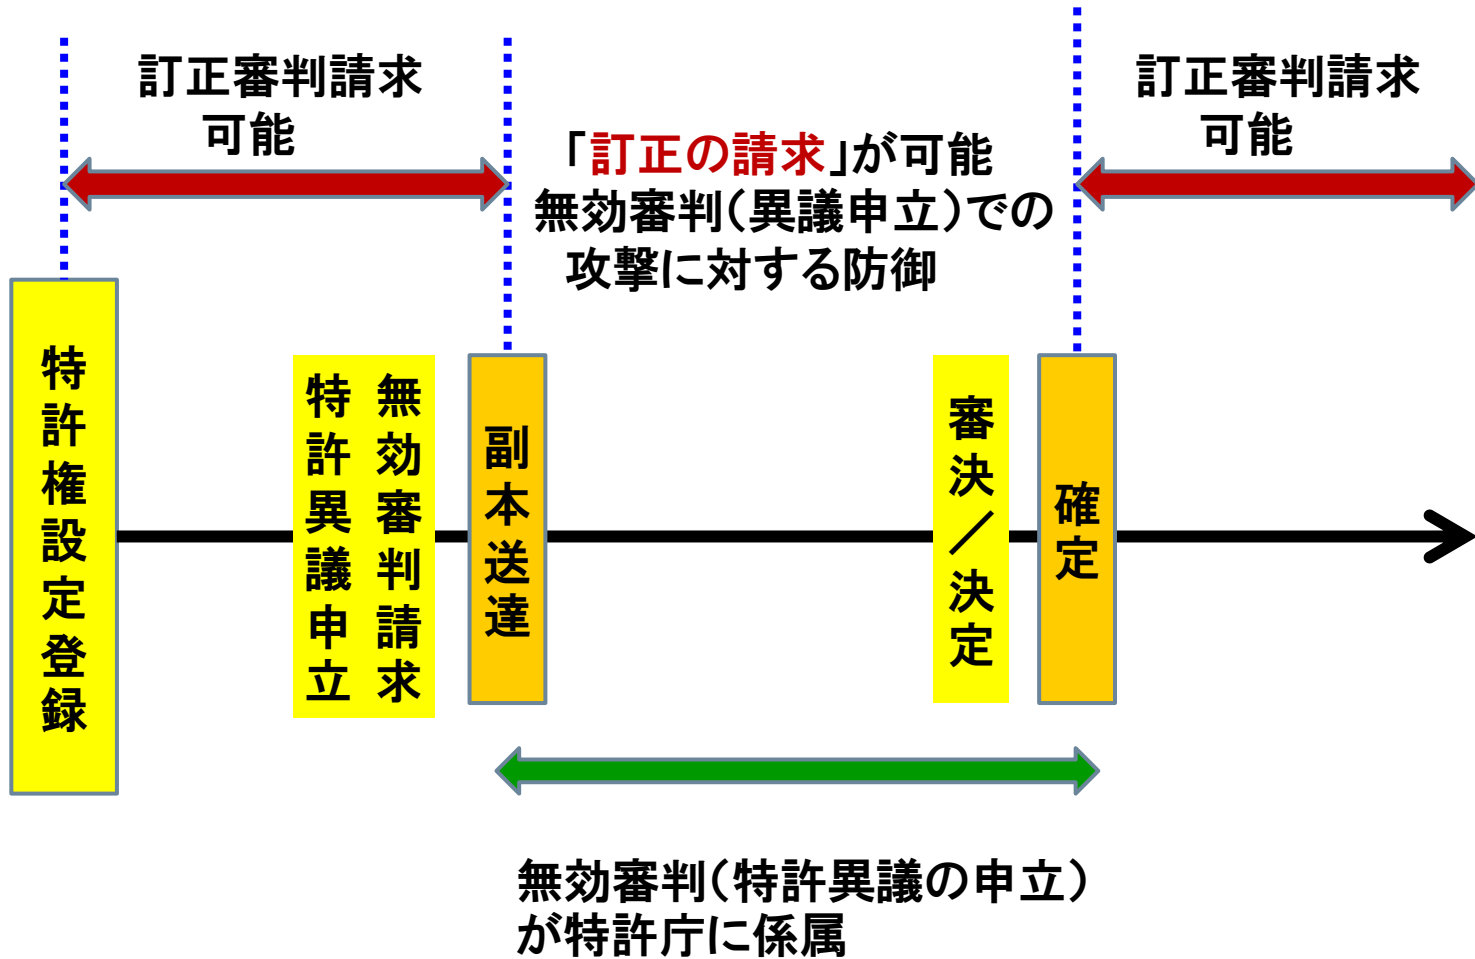 訂正審判請求
可能
「訂正の請求」が可能
無効審判(異議申立)での
攻撃に対する防御
訂正審判請求
可能
特許権設定登録
無効審判請求
特許異議申立
副本送達
審決／決定
確定
無効審判(特許異議の申立)
が特許庁に係属